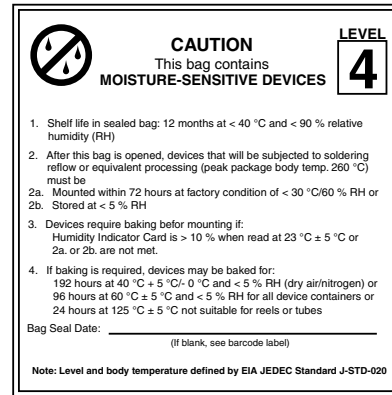 CAUTION
This bag contains
MOISTURE-SENSITIVE DEVICES
LEVEL
4
1. Shelf life in sealed bag: 12 months at < 40 °C and < 90 % relative
humidity (RH)
2. After this bag is opened, devices that will be subjected to soldering
reflow or equivalent processing (peak package body temp. 260 °C)
must be
2a. Mounted within 72 hours at factory condition of < 30 °C/60 % RH or
2b. Stored at < 5 % RH
3. Devices require baking befor mounting if:
Humidity Indicator Card is > 10 % when read at 23 °C ± 5 °C or
2a. or 2b. are not met.
4. If baking is required, devices may be baked for:
192 hours at 40 °C + 5 °C/- 0 °C and < 5 % RH (dry air/nitrogen) or
96 hours at 60 °C ± 5 °C and < 5 % RH for all device containers or
24 hours at 125 °C ± 5 °C not suitable for reels or tubes
Bag Seal Date:
(If blank, see barcode label)
Note: Level and body temperature defined by EIA JEDEC Standard J-STD-020